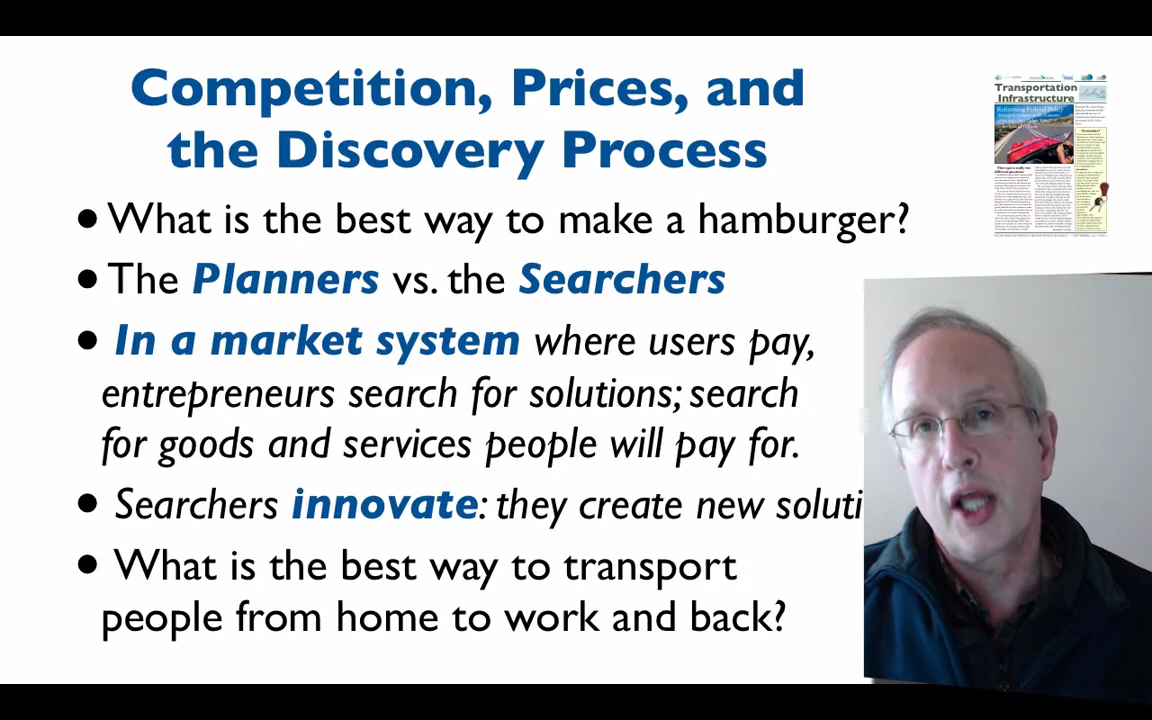 Competition, Prices, and
the Discovery Process
• What is the best way to make a hamburger?
• The Planners vs. the Searchers
• In a market system where users pay,
entrepreneurs search for solutions; search
for goods and services people will pay for.
• Searchers innovate: they create new soluti
• What is the best way to transport
people from home to work and back?
Transportation
Infrastructure
Reforming Federal Policy